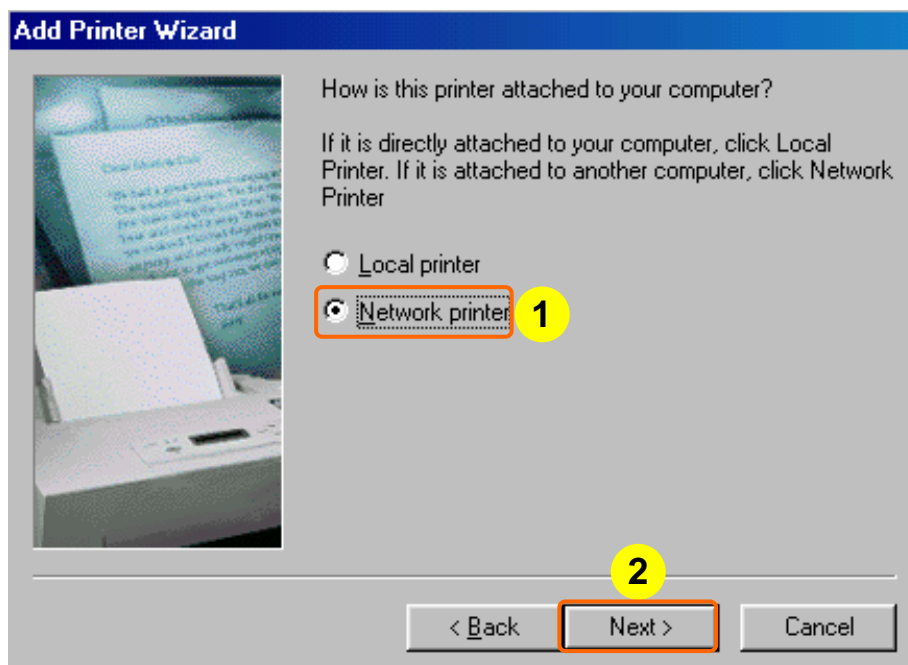 Add Printer Wizard
How is this printer attached to your computer?
If it is directly attached to your computer, click Local
Printer. If it is attached to another computer, click Network
Printer
Local printer
Network printer 1
2
< Back Next > Cancel